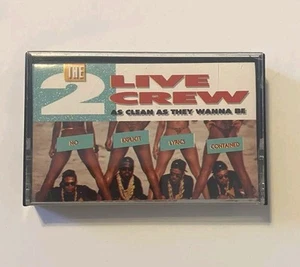 THE
2
LIVE
CREW
AS CLEAN AS THEY WANNA BE
NO
EXPLICIT
LYRICS
CONTAINED